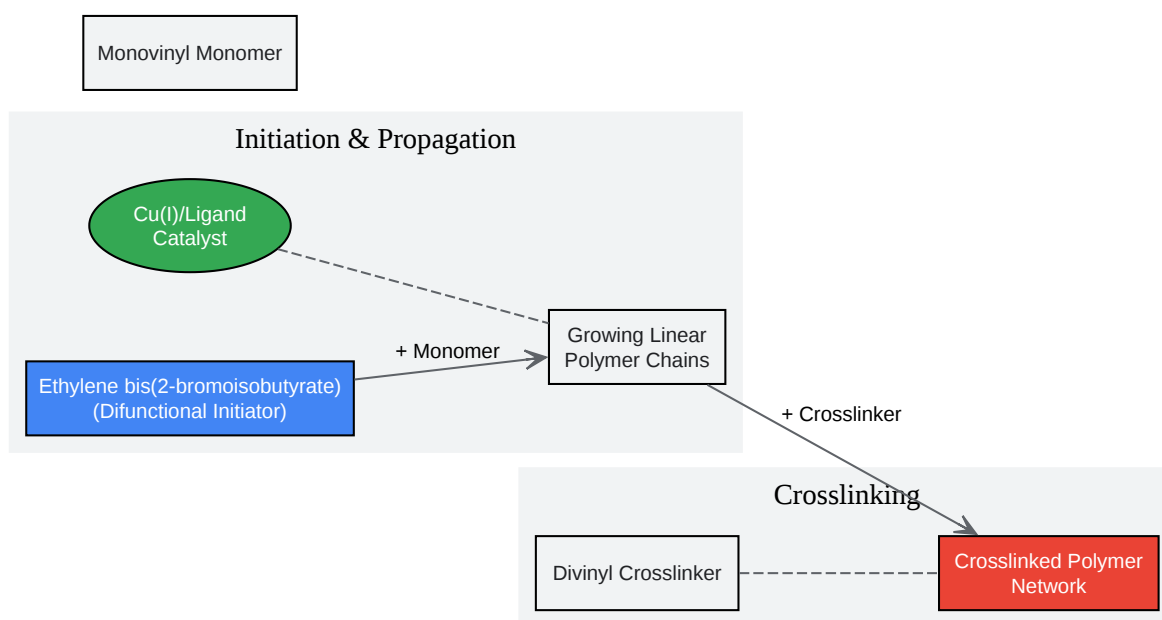 Monovinyl Monomer
Initiation & Propagation
Cu(I)/Ligand
Catalyst
Growing Linear
Polymer Chains
+ Monomer
Ethylene bis(2-bromoisobutyrate)
(Difunctional Initiator)
+ Crosslinker
Crosslinking
Divinyl Crosslinker
Crosslinked Polymer
Network